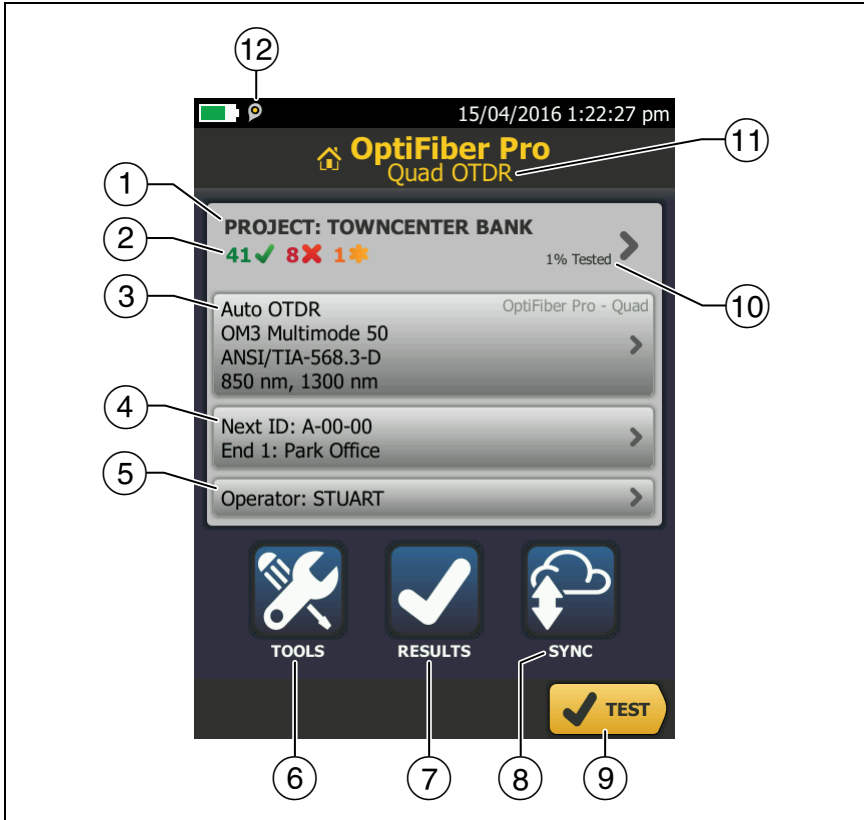 12
15/04/2016 1:22:27 pm
OptiFiber Pro
Quad OTDR
11
1
PROJECT: TOWNCENTER BANK
2
41 8 1
1% Tested
10
3
Auto OTDR
OptiFiber Pro - Quad
OM3 Multimode 50
ANSI/TIA-568.3-D
850 nm, 1300 nm
4
Next ID: A-00-00
End 1: Park Office
5
Operator: STUART
TOOLS
RESULTS
SYNC
TEST
6
7
8
9